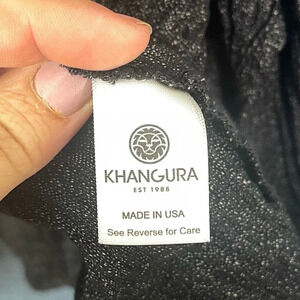 KHANGURA
EST 1988
MADE IN USA
See Reverse for Care